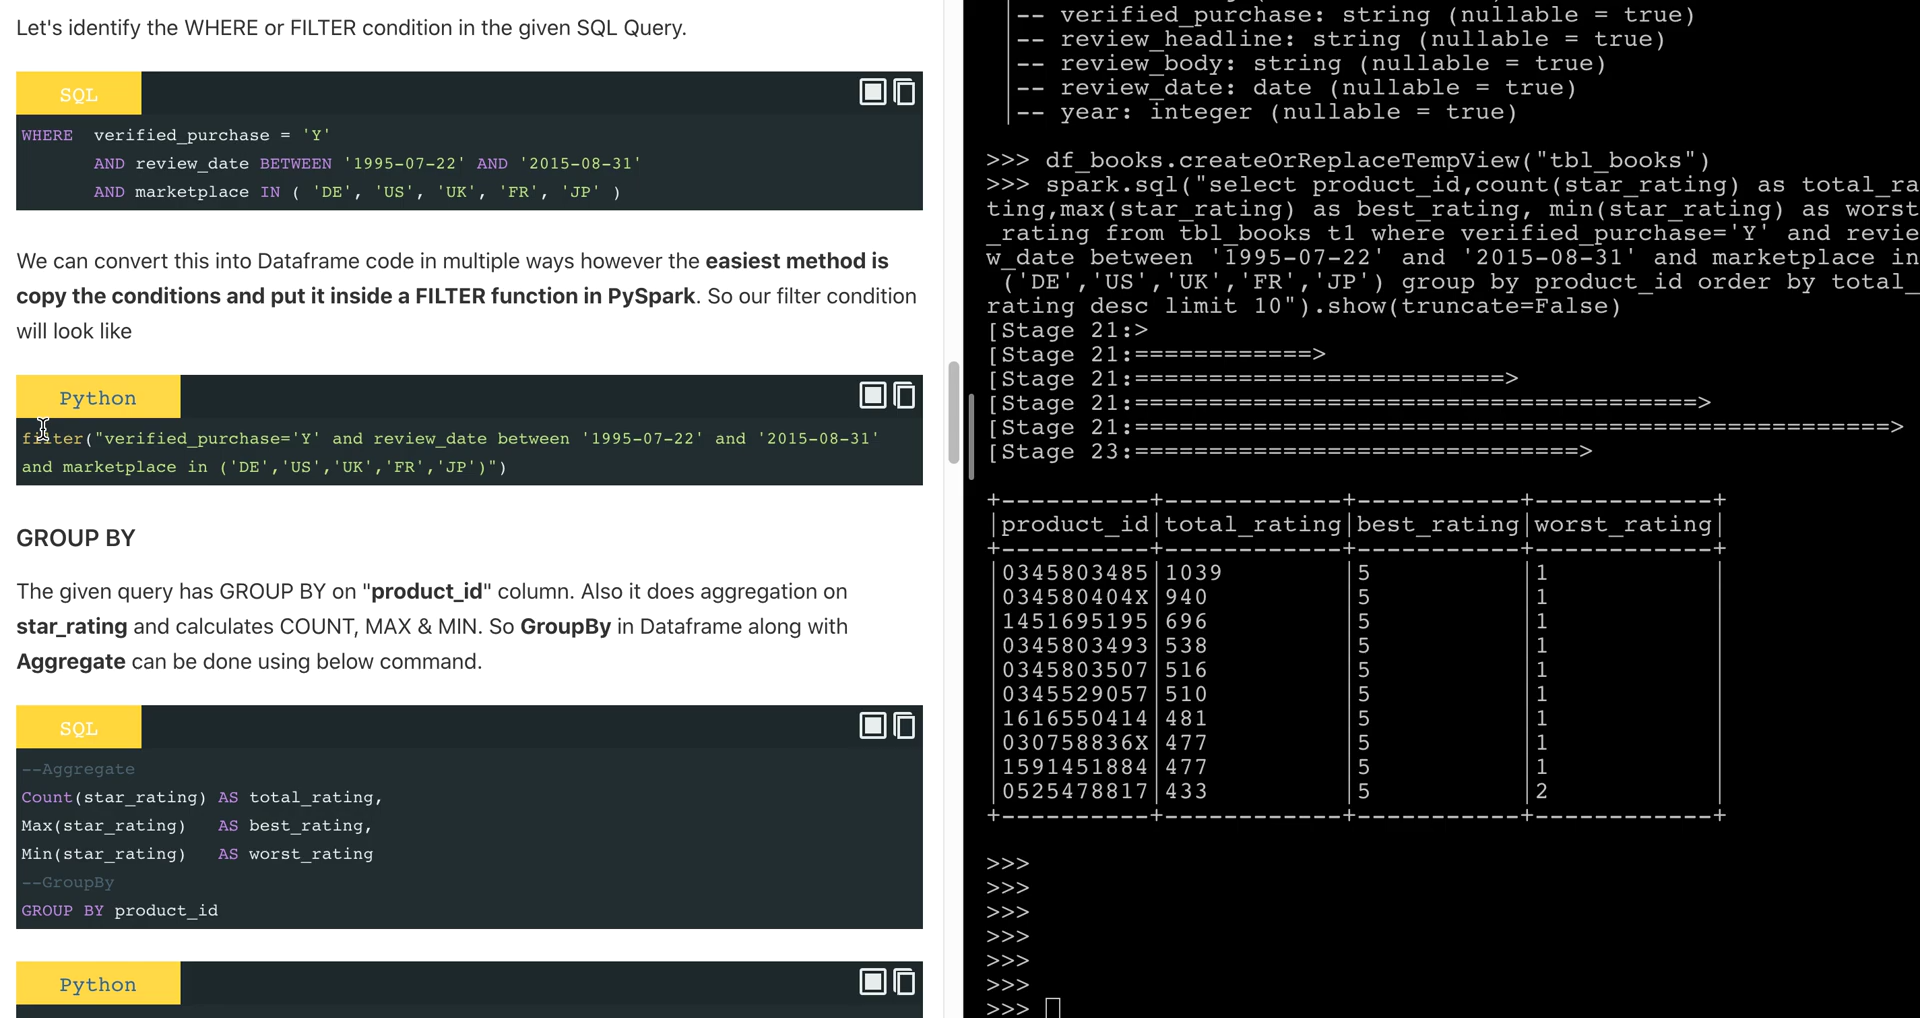 Let's identify the WHERE or FILTER condition in the given SQL Query.
SQL
WHERE  verified_purchase = 'Y'
AND review_date BETWEEN '1995-07-22' AND '2015-08-31'
AND marketplace IN ( 'DE', 'US', 'UK', 'FR', 'JP' )
We can convert this into Dataframe code in multiple ways however the easiest method is
copy the conditions and put it inside a FILTER function in PySpark. So our filter condition
will look like
Python
filter("verified_purchase='Y' and review_date between '1995-07-22' and '2015-08-31'
and marketplace in ('DE','US','UK','FR','JP')")
GROUP BY
The given query has GROUP BY on "product_id" column. Also it does aggregation on
star_rating and calculates COUNT, MAX & MIN. So GroupBy in Dataframe along with
Aggregate can be done using below command.
SQL
--Aggregate
Count(star_rating) AS total_rating,
Max(star_rating)   AS best_rating,
Min(star_rating)   AS worst_rating
--GroupBy
GROUP BY product_id
Python
|-- verified_purchase: string (nullable = true)
|-- review_headline: string (nullable = true)
|-- review_body: string (nullable = true)
|-- review_date: date (nullable = true)
|-- year: integer (nullable = true)
>>> df_books.createOrReplaceTempView("tbl_books")
>>> spark.sql("select product_id,count(star_rating) as total_ra
ting,max(star_rating) as best_rating, min(star_rating) as worst
_rating from tbl_books t1 where verified_purchase='Y' and revie
w_date between '1995-07-22' and '2015-08-31' and marketplace in
 ('DE','US','UK','FR','JP') group by product_id order by total_
rating desc limit 10").show(truncate=False)
[Stage 21:>
[Stage 21:============>
[Stage 21:=========================>
[Stage 21:======================================>
[Stage 21:===================================================>
[Stage 23:==============================>
+----------+------------+-----------+------------+
|product_id|total_rating|best_rating|worst_rating|
+----------+------------+-----------+------------+
|0345803485|1039        |5          |1           |
|034580404X|940         |5          |1           |
|1451695195|696         |5          |1           |
|0345803493|538         |5          |1           |
|0345803507|516         |5          |1           |
|0345529057|510         |5          |1           |
|1616550414|481         |5          |1           |
|030758836X|477         |5          |1           |
|1591451884|477         |5          |1           |
|0525478817|433         |5          |2           |
+----------+------------+-----------+------------+
>>>
>>>
>>>
>>>
>>>
>>>
>>>